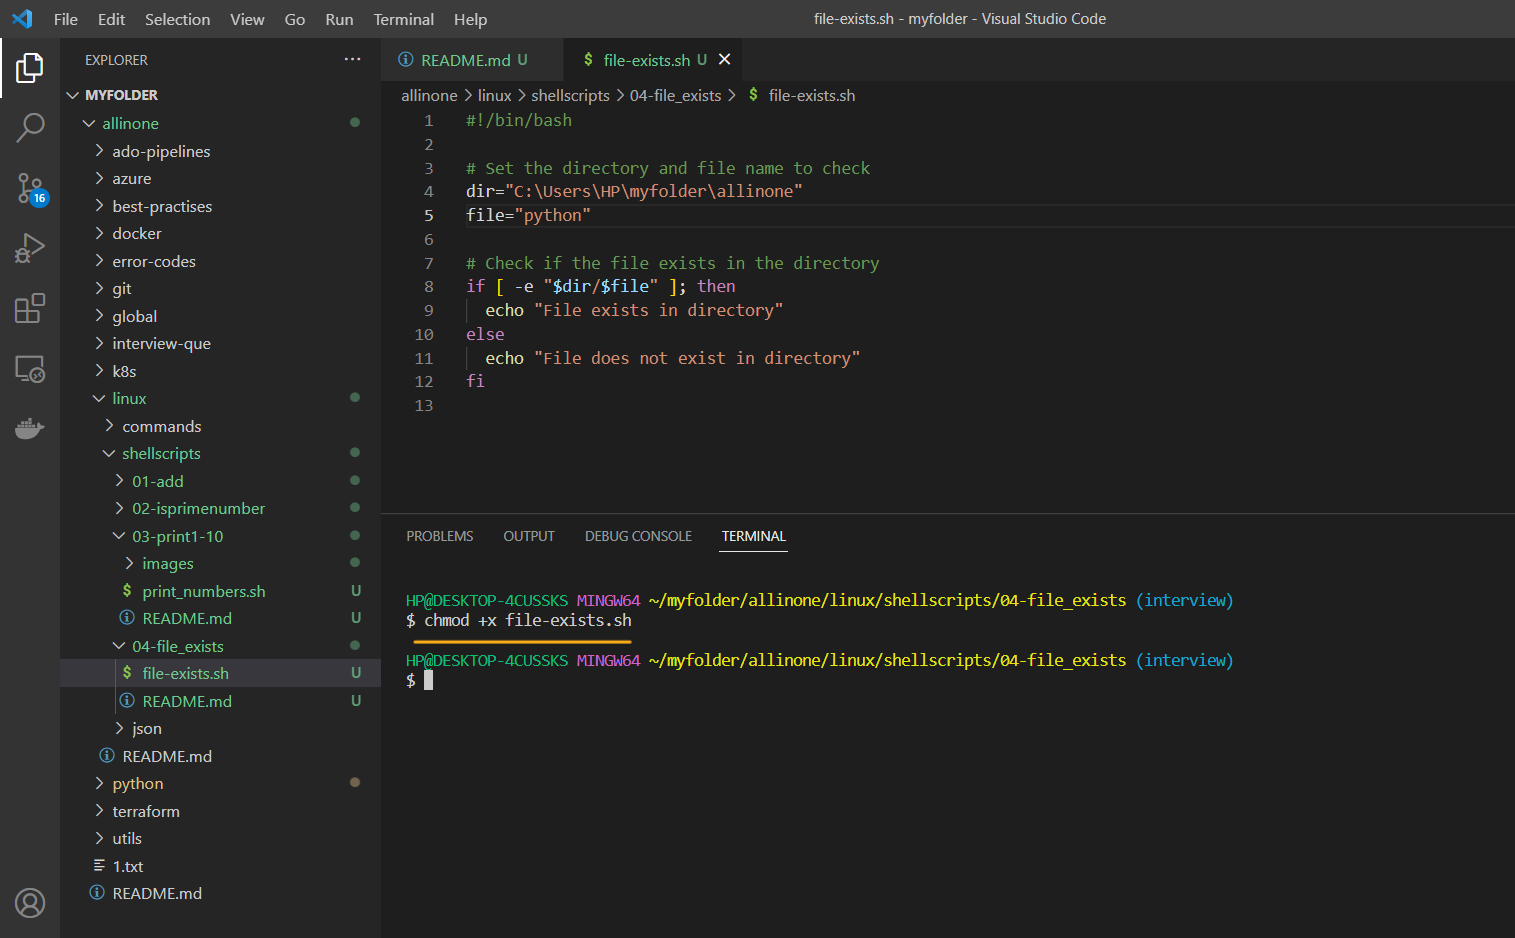 File Edit Selection View Go Run Terminal Help
file-exists.sh - myfolder - Visual Studio Code
EXPLORER
MYFOLDER
allinone
ado-pipelines
azure
best-practises
docker
error-codes
git
global
interview-que
k8s
linux
commands
shellscripts
01-add
02-isprimenumber
03-print1-10
images
$ print_numbers.sh U
README.md U
04-file_exists
$ file-exists.sh U
README.md U
json
README.md
python
terraform
utils
1.txt
README.md
16
README.md U
$ file-exists.sh U
allinone > linux > shellscripts > 04-file_exists > $ file-exists.sh
1 #!/bin/bash
2
3 # Set the directory and file name to check
4 dir="C:\Users\HP\myfolder\allinone"
5 file="python"
6
7 # Check if the file exists in the directory
8 if [ -e "$dir/$file" ]; then
9 echo "File exists in directory"
10 else
11 echo "File does not exist in directory"
12 fi
13
PROBLEMS OUTPUT DEBUG CONSOLE TERMINAL
HP@DESKTOP-4CUSSKS MINGW64 ~/myfolder/allinone/linux/shellscripts/04-file_exists (interview)
$ chmod +x file-exists.sh
HP@DESKTOP-4CUSSKS MINGW64 ~/myfolder/allinone/linux/shellscripts/04-file_exists (interview)
$